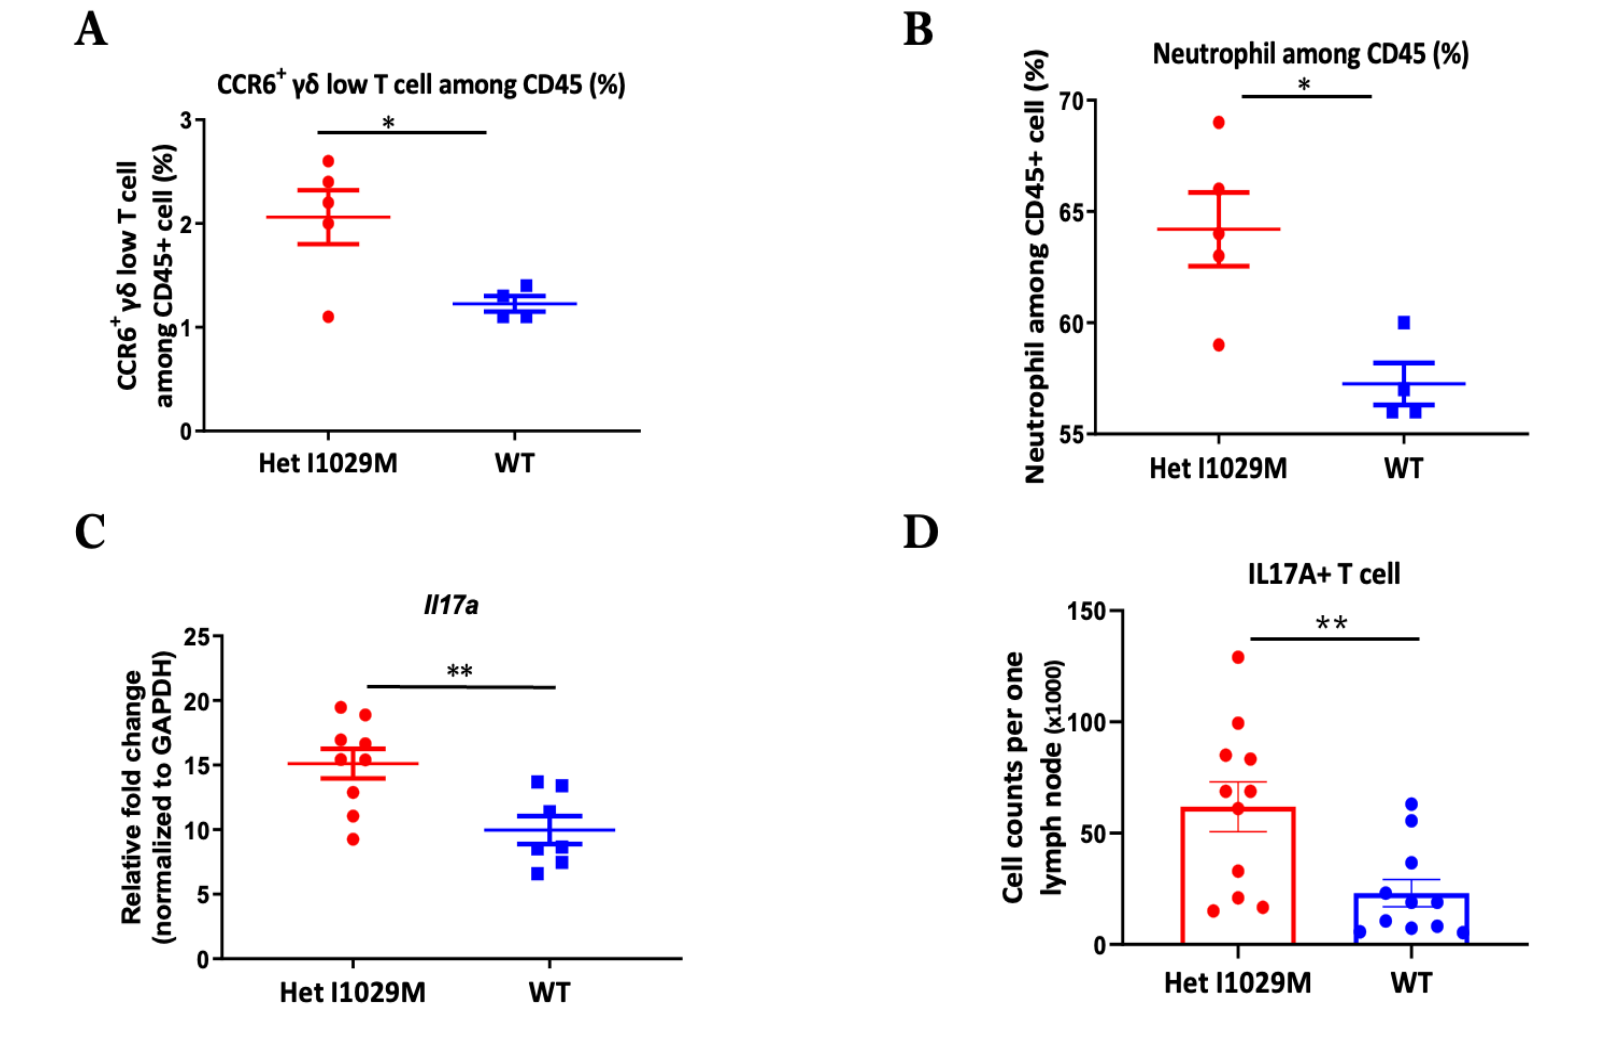 A
CCR6⁺ γδ low T cell among CD45 (%)
CCR6⁺ γδ low T cell
among CD45+ cell (%)
3
2
1
0
*
Het I1029M
WT
B
Neutrophil among CD45 (%)
Neutrophil among CD45+ cell (%)
70
65
60
55
*
Het I1029M
WT
C
Il17a
Relative fold change
(normalized to GAPDH)
25
20
15
10
5
0
**
Het I1029M
WT
D
IL17A+ T cell
Cell counts per one
lymph node (x1000)
150
100
50
0
**
Het I1029M
WT